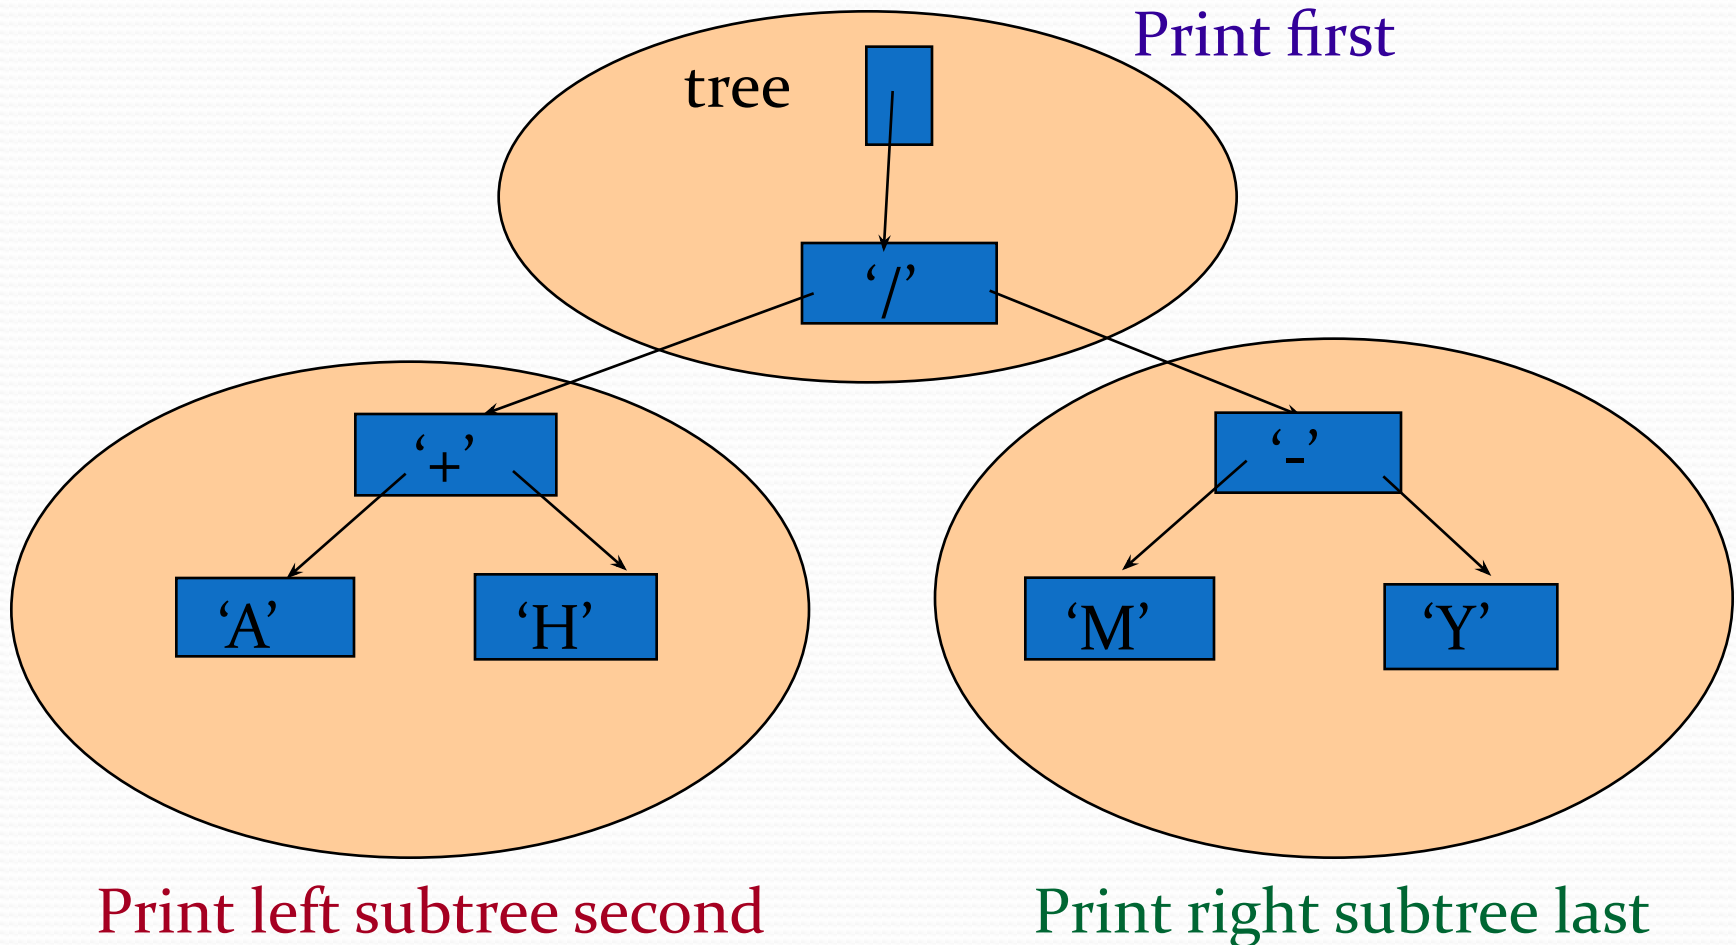 Print first
tree
‘/’
‘+’
‘-’
‘A’
‘H’
‘M’
‘Y’
Print left subtree second
Print right subtree last